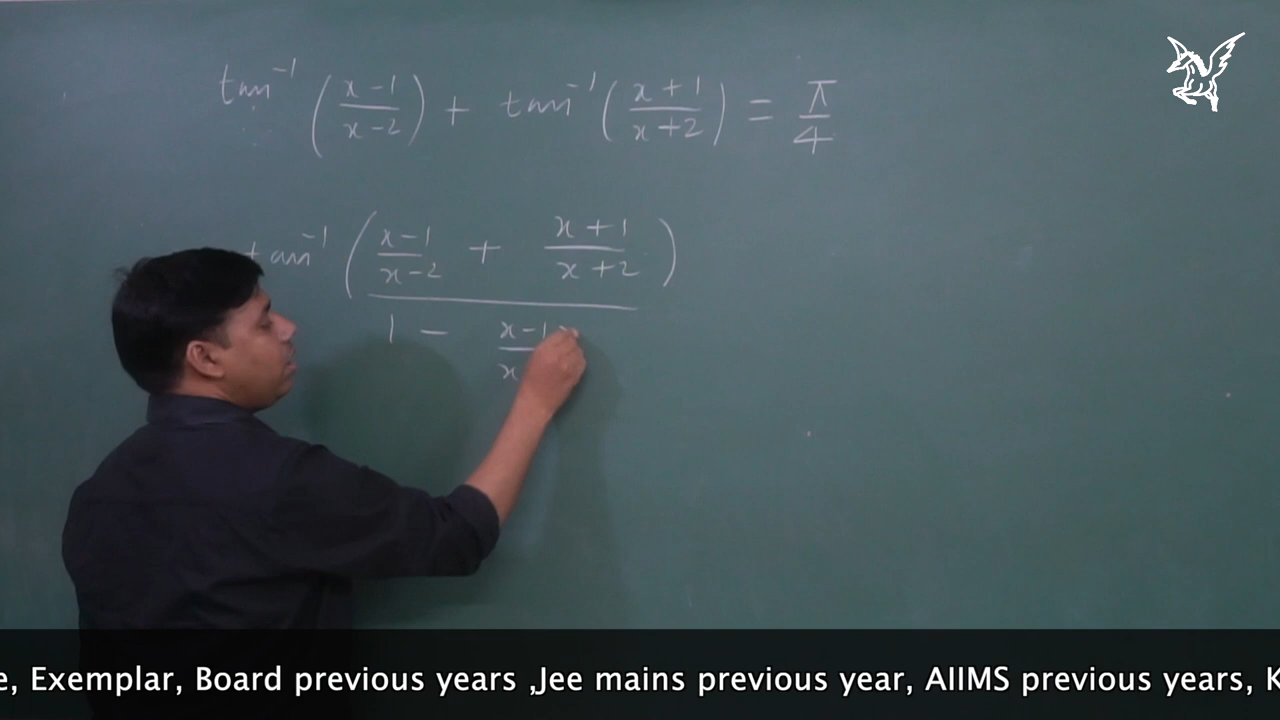 tan⁻¹ ((x-1)/(x-2)) + tan⁻¹ ((x+1)/(x+2)) = π/4
tan⁻¹ ((x-1)/(x-2) + (x+1)/(x+2))
1 - (x-1)/x
e, Exemplar, Board previous years ,Jee mains previous year, AIIMS previous years, K